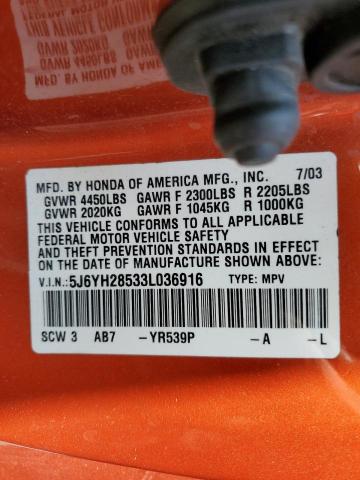 MFD. BY HONDA OF AMERICA MFG., INC. 7/03
GVWR 4450LBS GAWR F 2300LBS R 2205LBS
GVWR 2020KG GAWR F 1045KG R 1000KG
THIS VEHICLE CONFORMS TO ALL APPLICABLE
FEDERAL MOTOR VEHICLE SAFETY
AND THEFT PREVENTION STANDARDS IN EFFECT
ON THE DATE OF MANUFACTURE SHOWN ABOVE.
V.I.N.: 5J6YH28533L036916 TYPE: MPV
SCW 3 AB7 -YR539P -A -L